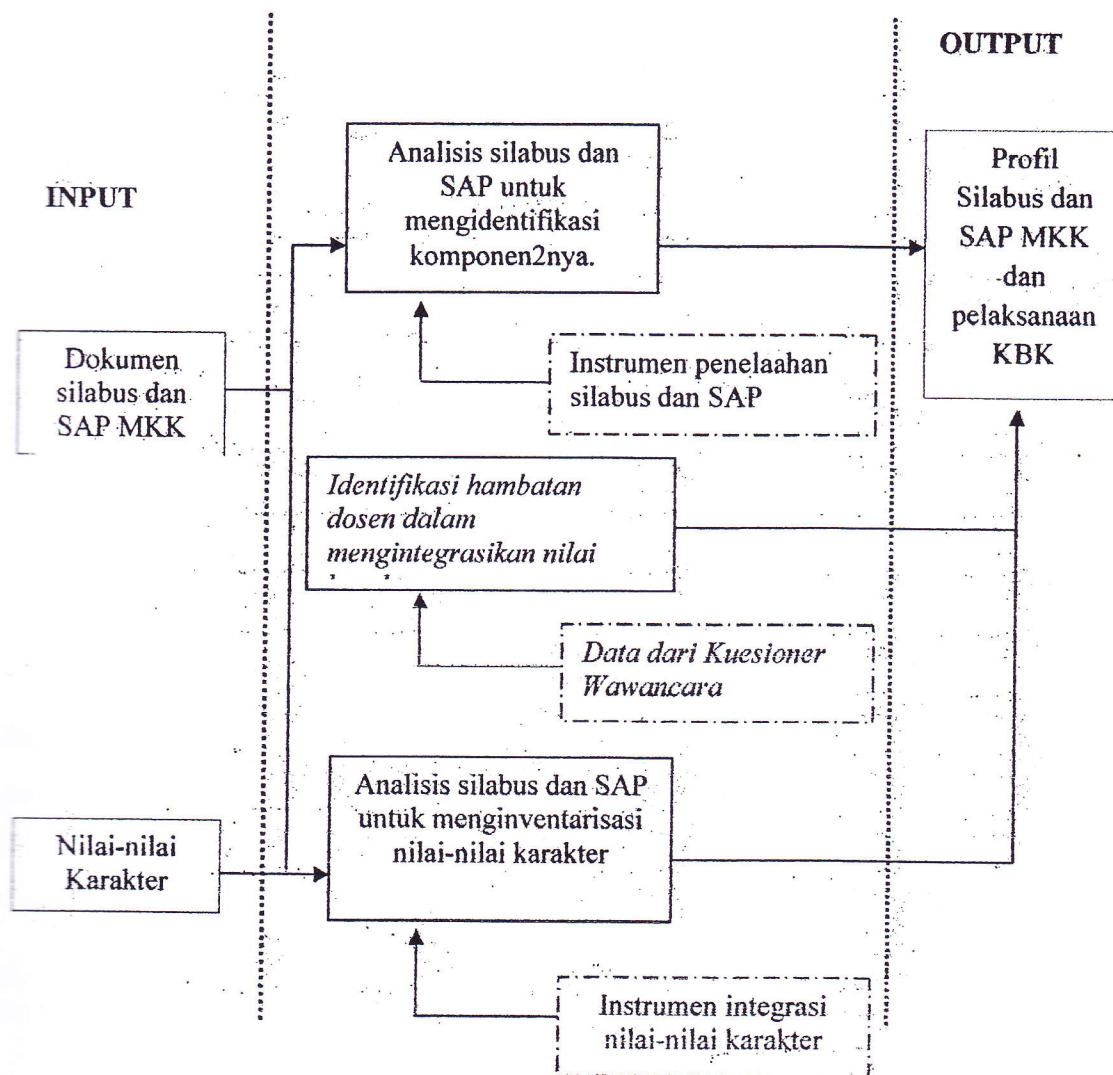 OUTPUT
INPUT
Analisis silabus dan
SAP untuk
mengidentifikasi
komponen2nya.
Profil
Silabus dan
SAP MKK
dan
pelaksanaan
KBK
Dokumen
silabus dan
SAP MKK
Instrumen penelaahan
silabus dan SAP
Identifikasi hambatan
dosen dalam
mengintegrasikan nilai
Data dari Kuesioner
Wawancara
Analisis silabus dan SAP
untuk menginventarisasi
nilai-nilai karakter
Nilai-nilai
Karakter
Instrumen integrasi
nilai-nilai karakter